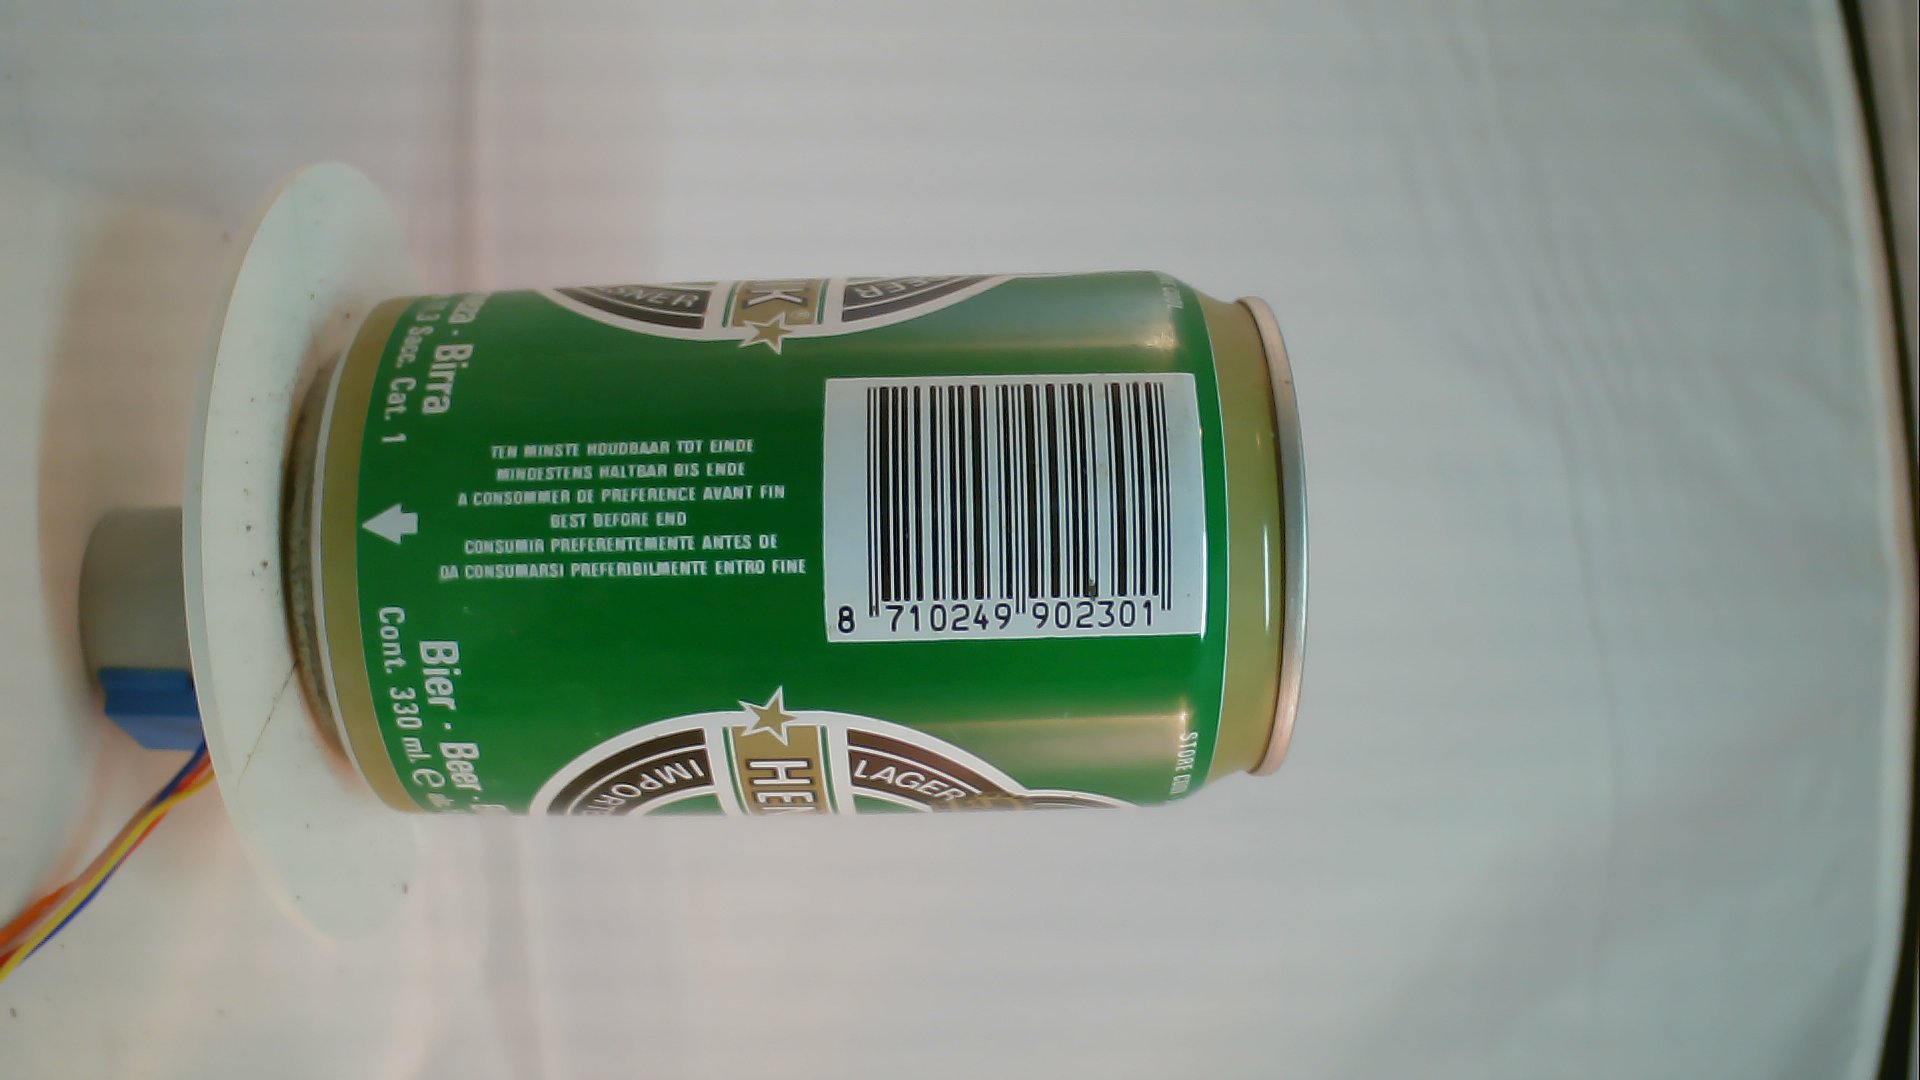 TEN MINSTE HOUDBAAR TOT EINDE
MINDESTENS HALTBAR BIS ENDE
A CONSOMMER DE PREFERENCE AVANT FIN
BEST BEFORE END
CONSUMIR PREFERENTEMENTE ANTES DE
DA CONSUMARSI PREFERIBILMENTE ENTRO FINE
8 710249 902301
Birra
Sacc. Cat. 1
Bier · Beer ·
Cont. 330 ml. e
LAGER
STORE